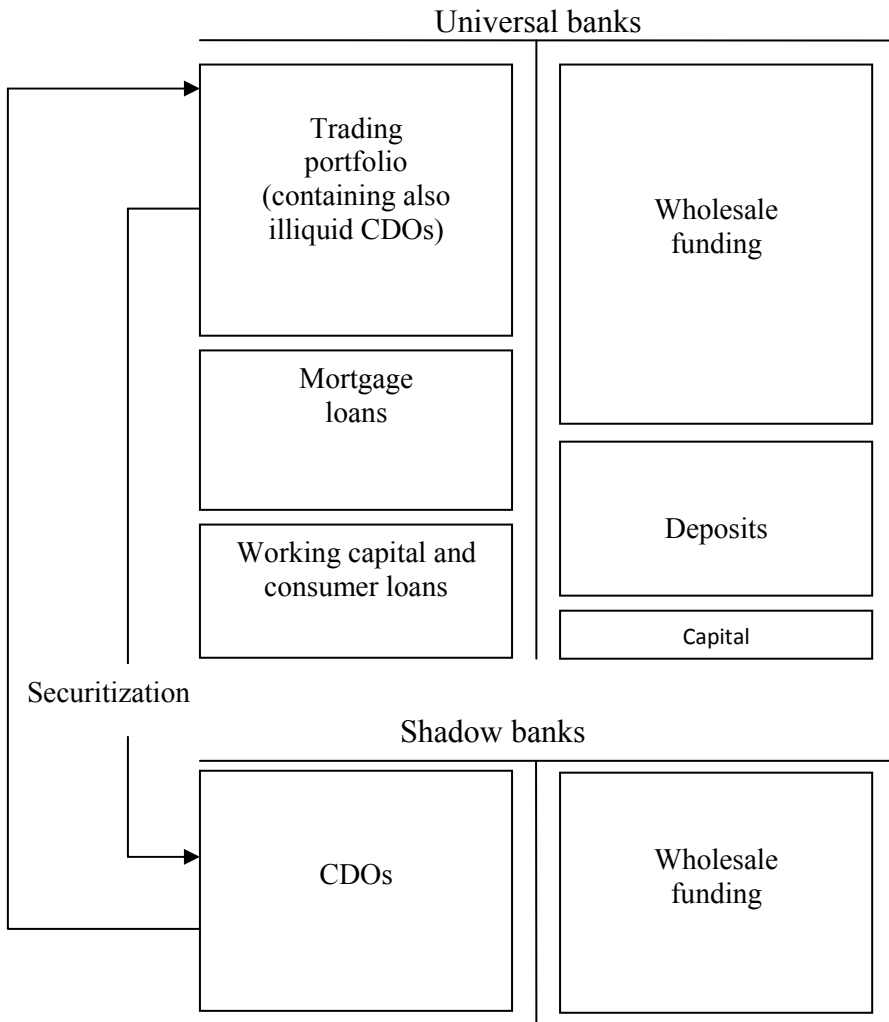 Universal banks
Trading
portfolio
(containing also
illiquid CDOs)
Wholesale
funding
Mortgage
loans
Deposits
Working capital and
consumer loans
Capital
Securitization
Shadow banks
CDOs
Wholesale
funding